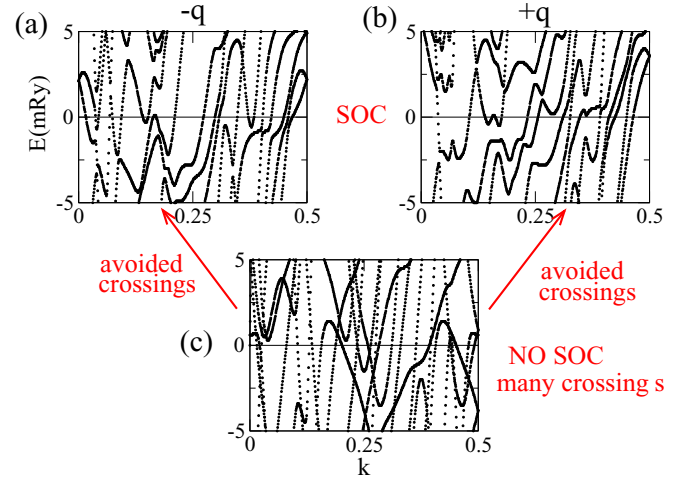 (a)
-q
(b)
+q
5
0
-5
E(mRy)
0
0.25
0.5
SOC
5
0
-5
0
0.25
0.5
avoided
crossings
avoided
crossings
(c)
5
0
-5
0
0.25
0.5
k
NO SOC
many crossing s